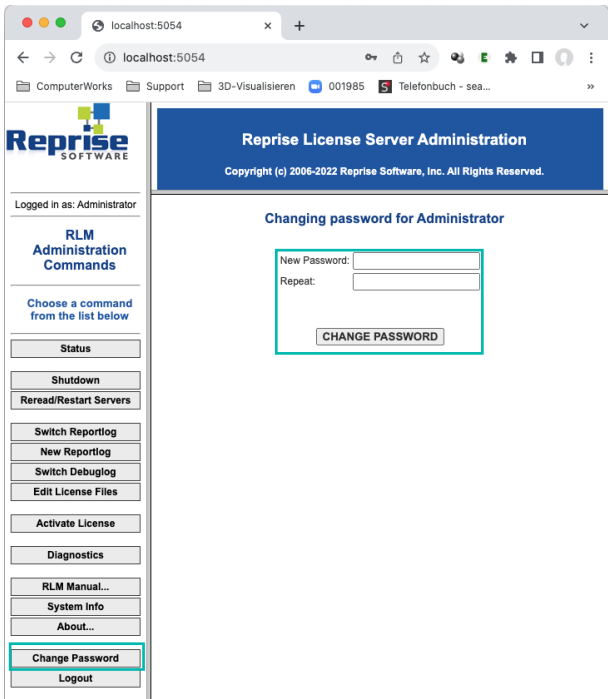 localhost:5054
localhost:5054
ComputerWorks
Support
3D-Visualisieren
001985
Telefonbuch - sea...
»
Reprise
SOFTWARE
Reprise License Server Administration
Copyright (c) 2006-2022 Reprise Software, Inc. All Rights Reserved.
Logged in as: Administrator
RLM
Administration
Commands
Choose a command
from the list below
Status
Shutdown
Reread/Restart Servers
Switch Reportlog
New Reportlog
Switch Debuglog
Edit License Files
Activate License
Diagnostics
RLM Manual...
System Info
About...
Change Password
Logout
Changing password for Administrator
New Password:
Repeat:
CHANGE PASSWORD